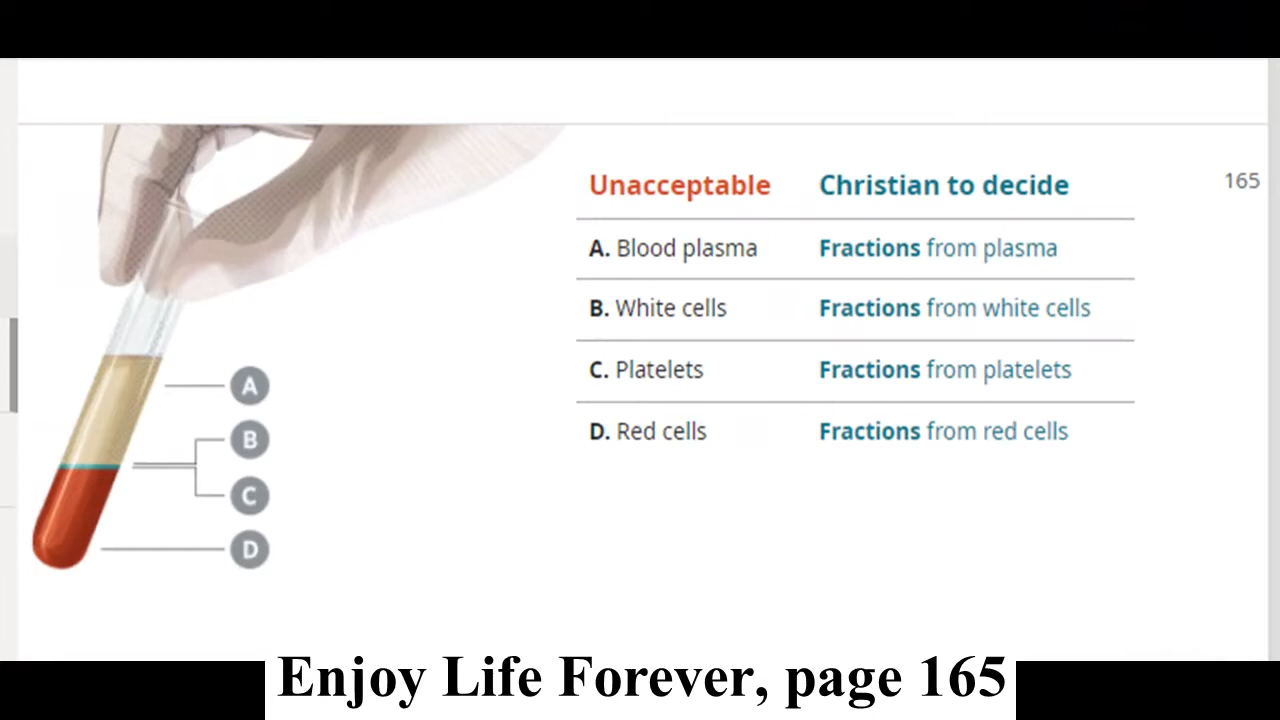 Unacceptable Christian to decide 165
A. Blood plasma Fractions from plasma
B. White cells Fractions from white cells
C. Platelets Fractions from platelets
D. Red cells Fractions from red cells
A
B
C
D
Enjoy Life Forever, page 165